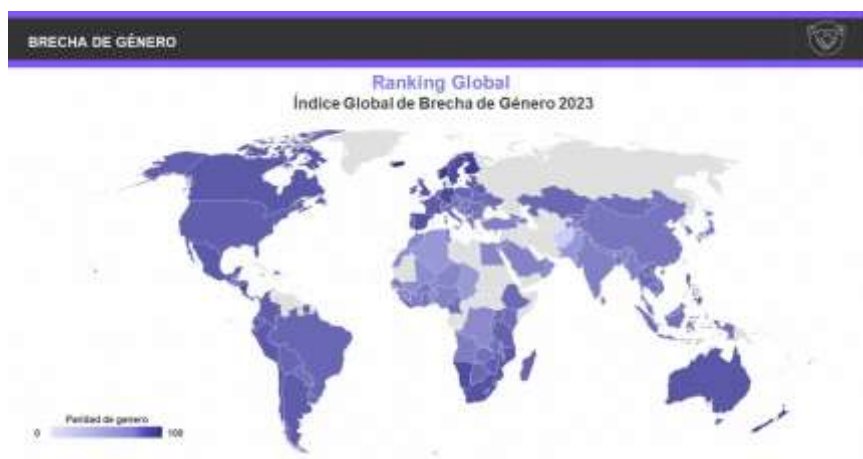 BRECHA DE GÉNERO
Ranking Global
Índice Global de Brecha de Género 2023
Paridad de genero
0
100